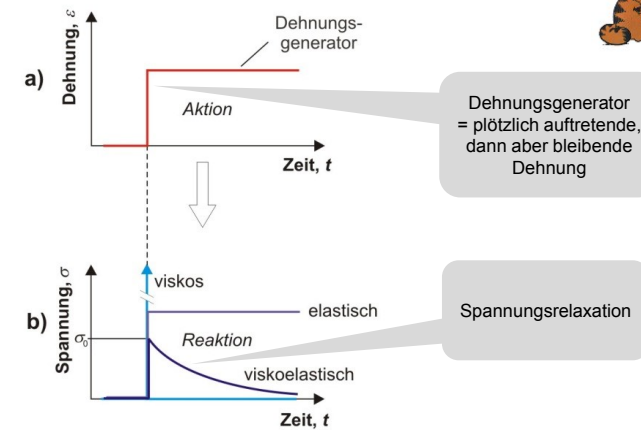 Dehnung, ε
Dehnungs-
generator
a)
Aktion
Zeit, t
Dehnungsgenerator
= plötzlich auftretende,
dann aber bleibende
Dehnung
Spannung, σ
viskos
elastisch
b)
σ₀
Reaktion
viskoelastisch
Zeit, t
Spannungsrelaxation